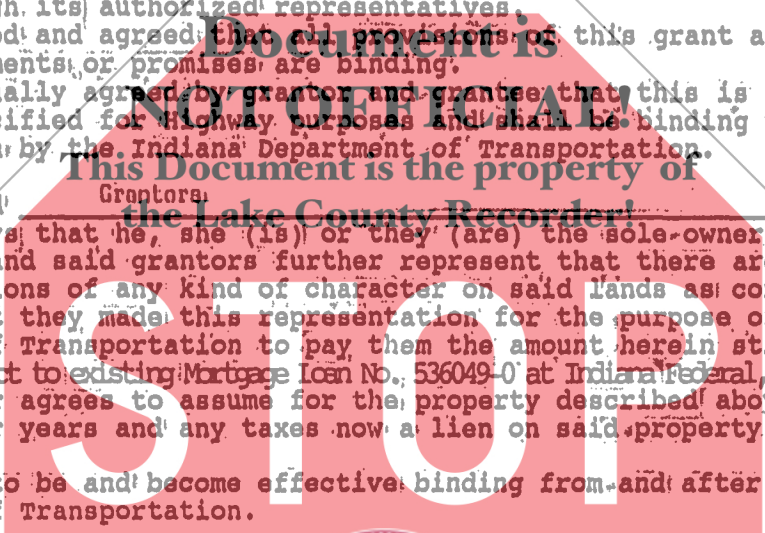 h its authorized representatives.
Document is
od and agreed that all provisions of this grant a
ments or promises are binding.
ally agreed by grantor and grantee that this is
NOT OFFICIAL!
ified for Highway purposes and shall be binding
by the Indiana Department of Transportation.
This Document is the property of
Grantors
the Lake County Recorder!
s that he, she (is) or they (are) the sole owner
nd said grantors further represent that there ar
ons of any kind of character on said lands as co
they made this representation for the purpose o
Transportation to pay them the amount herein st
ct to existing Mortgage Loan No. 536049-0 at Indiana Federal,
agrees to assume for the property described abo
years and any taxes now a lien on said property
STOP
o be and become effective binding from and after
Transportation.